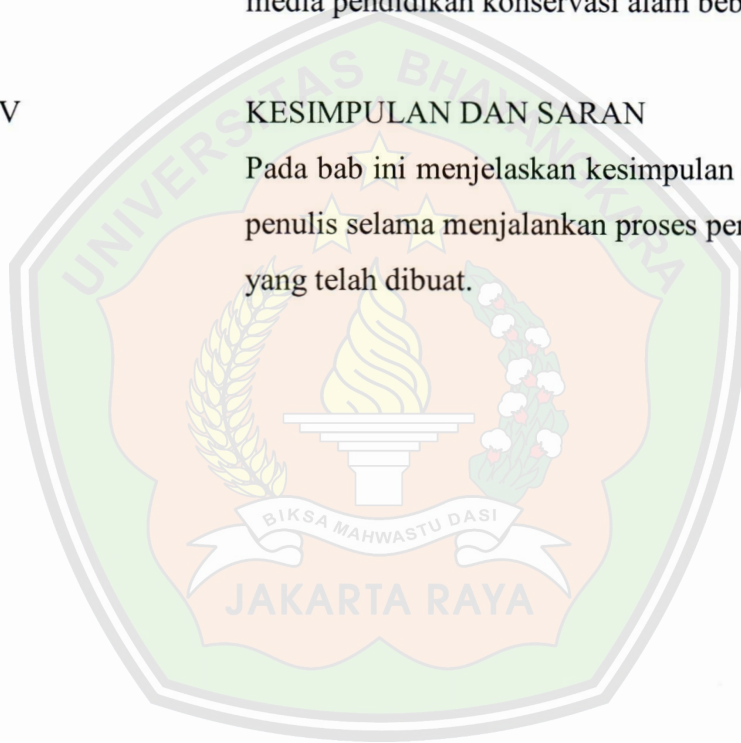 media pendidikan konservasi alam beb
V KESIMPULAN DAN SARAN
Pada bab ini menjelaskan kesimpulan
penulis selama menjalankan proses per
yang telah dibuat.
UNIVERSITAS BHAYANGKARA
BIKSA MAHWASTU DASI
JAKARTA RAYA